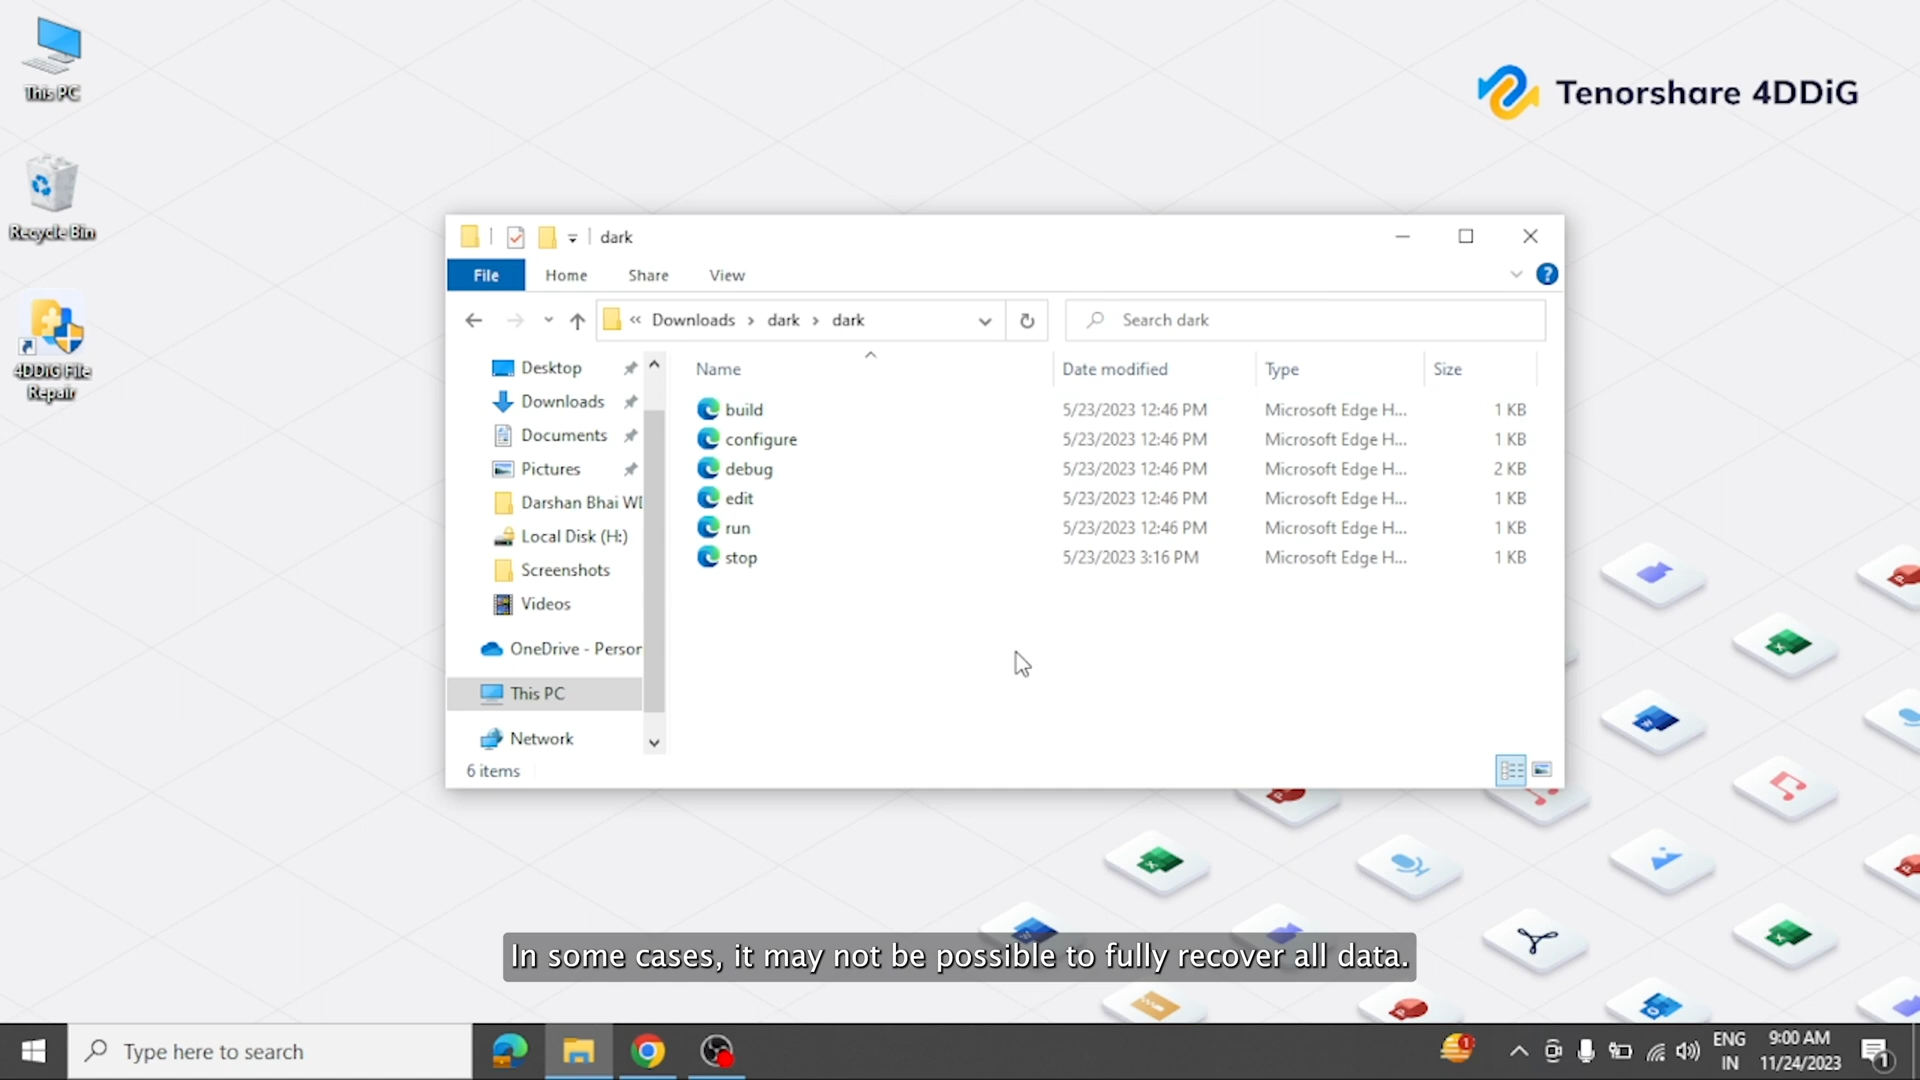 This PC
Recycle Bin
4DDiG File
Repair
Tenorshare 4DDiG
dark
File Home Share View
« Downloads › dark › dark
Search dark
Desktop
Downloads
Documents
Pictures
Darshan Bhai
Local Disk (H:)
Screenshots
Videos
OneDrive - Person
This PC
Network
Name Date modified Type Size
build 5/23/2023 12:46 PM Microsoft Edge H... 1 KB
configure 5/23/2023 12:46 PM Microsoft Edge H... 1 KB
debug 5/23/2023 12:46 PM Microsoft Edge H... 2 KB
edit 5/23/2023 12:46 PM Microsoft Edge H... 1 KB
run 5/23/2023 12:46 PM Microsoft Edge H... 1 KB
stop 5/23/2023 3:16 PM Microsoft Edge H... 1 KB
6 items
In some cases, it may not be possible to fully recover all data.
Type here to search
1
ENG
IN
9:00 AM
11/24/2023
1